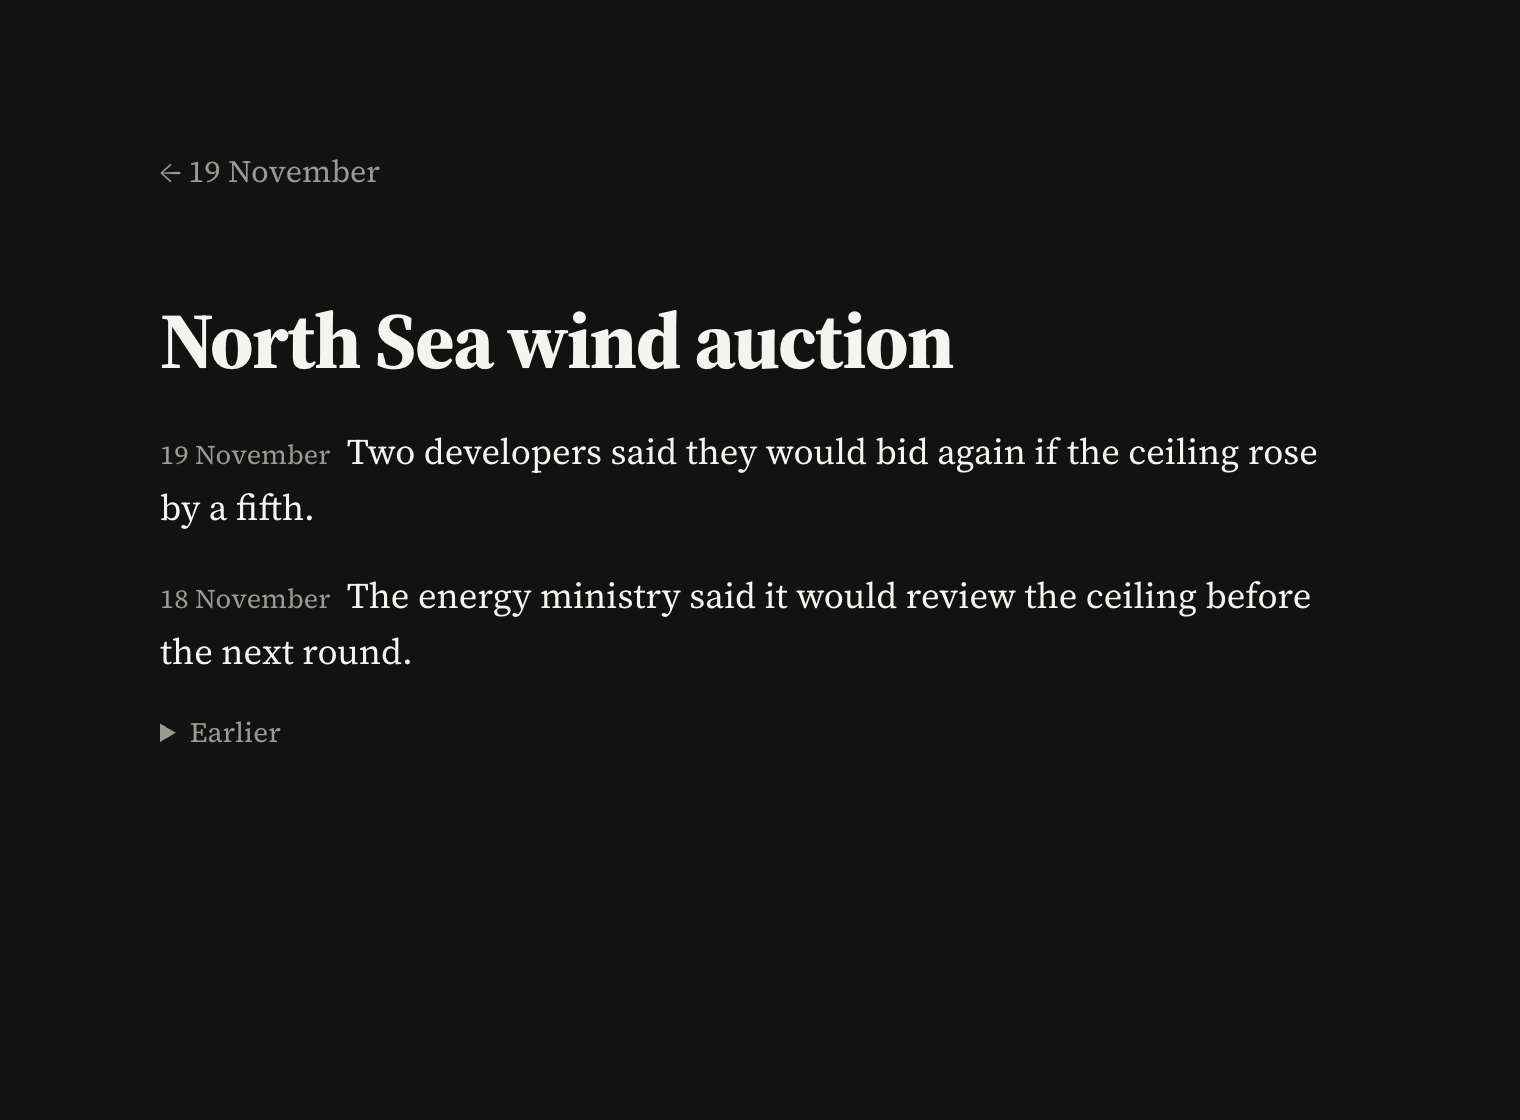 ← 19 November
North Sea wind auction
19 November Two developers said they would bid again if the ceiling rose
by a fifth.
18 November The energy ministry said it would review the ceiling before
the next round.
▶ Earlier